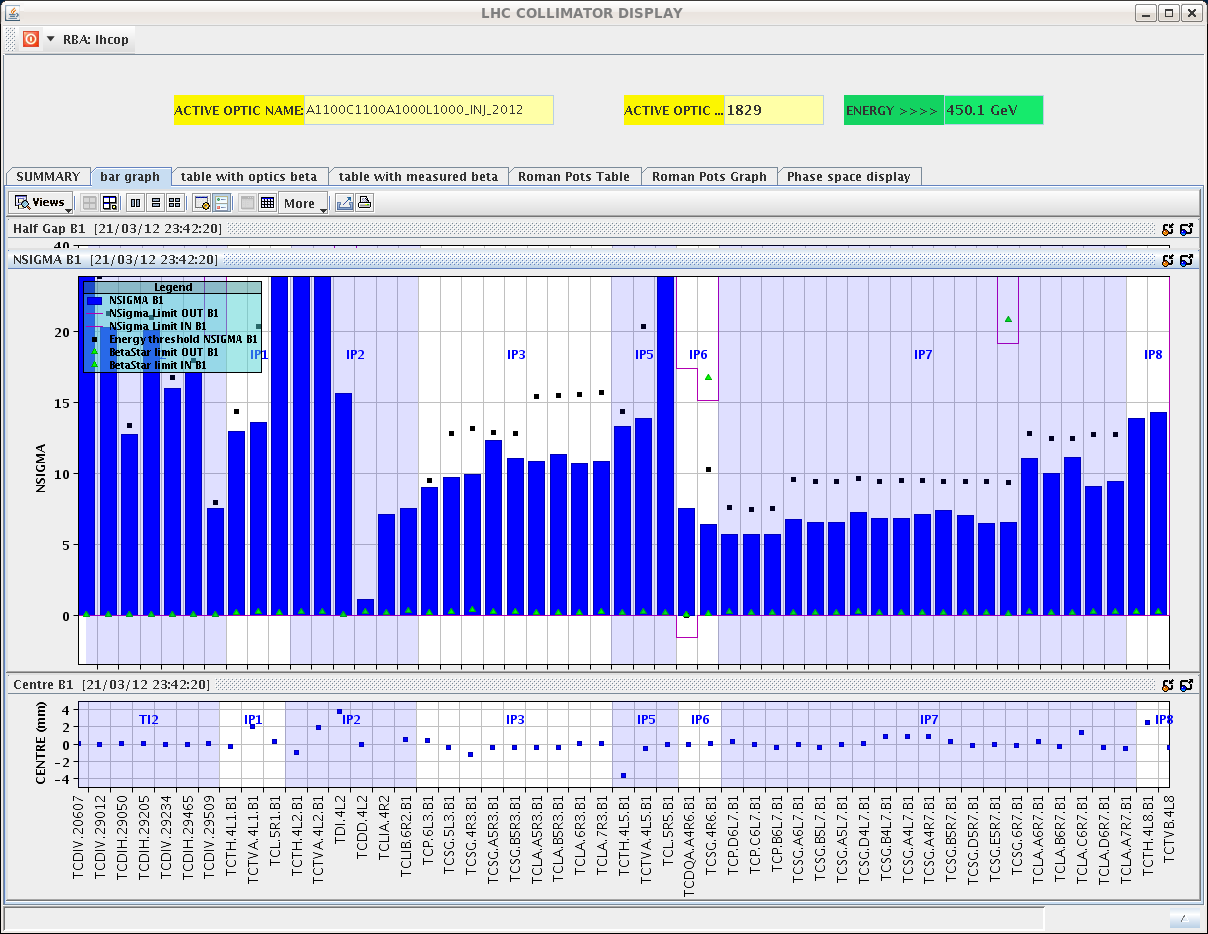 LHC COLLIMATOR DISPLAY
RBA: lhcop
ACTIVE OPTIC NAME: A1100C1100A1000L1000_INJ_2012 ACTIVE OPTIC ... 1829 ENERGY >>>> 450.1 GeV
SUMMARY bar graph table with optics beta table with measured beta Roman Pots Table Roman Pots Graph Phase space display
Views More
Half Gap B1 [21/03/12 23:42:20]
40
NSIGMA B1 [21/03/12 23:42:20]
Legend
NSIGMA B1
NSigma Limit OUT B1
NSigma Limit IN B1
Energy threshold NSIGMA B1
BetaStar limit OUT B1
BetaStar limit IN B1
IP1 IP2 IP3 IP5 IP6 IP7 IP8
20
15
10
5
0
NSIGMA
Centre B1 [21/03/12 23:42:20]
TI2 IP1 IP2 IP3 IP5 IP6 IP7 IP8
4
2
0
-2
-4
CENTRE (mm)
TCDIV.20607
TCDIV.29012
TCDIH.29050
TCDIH.29205
TCDIV.29234
TCDIH.29465
TCDIV.29509
TCTH.4L1.B1
TCTVA.4L1.B1
TCL.5R1.B1
TCTH.4L2.B1
TCTVA.4L2.B1
TDI.4L2
TCDD.4L2
TCLIA.4R2
TCLIB.6R2.B1
TCP.6L3.B1
TCSG.5L3.B1
TCSG.4R3.B1
TCSG.A5R3.B1
TCSG.B5R3.B1
TCLA.A5R3.B1
TCLA.B5R3.B1
TCLA.6R3.B1
TCLA.7R3.B1
TCTH.4L5.B1
TCTVA.4L5.B1
TCL.5R5.B1
TCDQA.A4R6.B1
TCSG.4R6.B1
TCP.D6L7.B1
TCP.C6L7.B1
TCP.B6L7.B1
TCSG.A6L7.B1
TCSG.B5L7.B1
TCSG.A5L7.B1
TCSG.D4L7.B1
TCSG.B4L7.B1
TCSG.A4L7.B1
TCSG.A4R7.B1
TCSG.B5R7.B1
TCSG.D5R7.B1
TCSG.E5R7.B1
TCSG.6R7.B1
TCLA.A6R7.B1
TCLA.B6R7.B1
TCLA.C6R7.B1
TCLA.D6R7.B1
TCLA.A7R7.B1
TCTH.4L8.B1
TCTVB.4L8